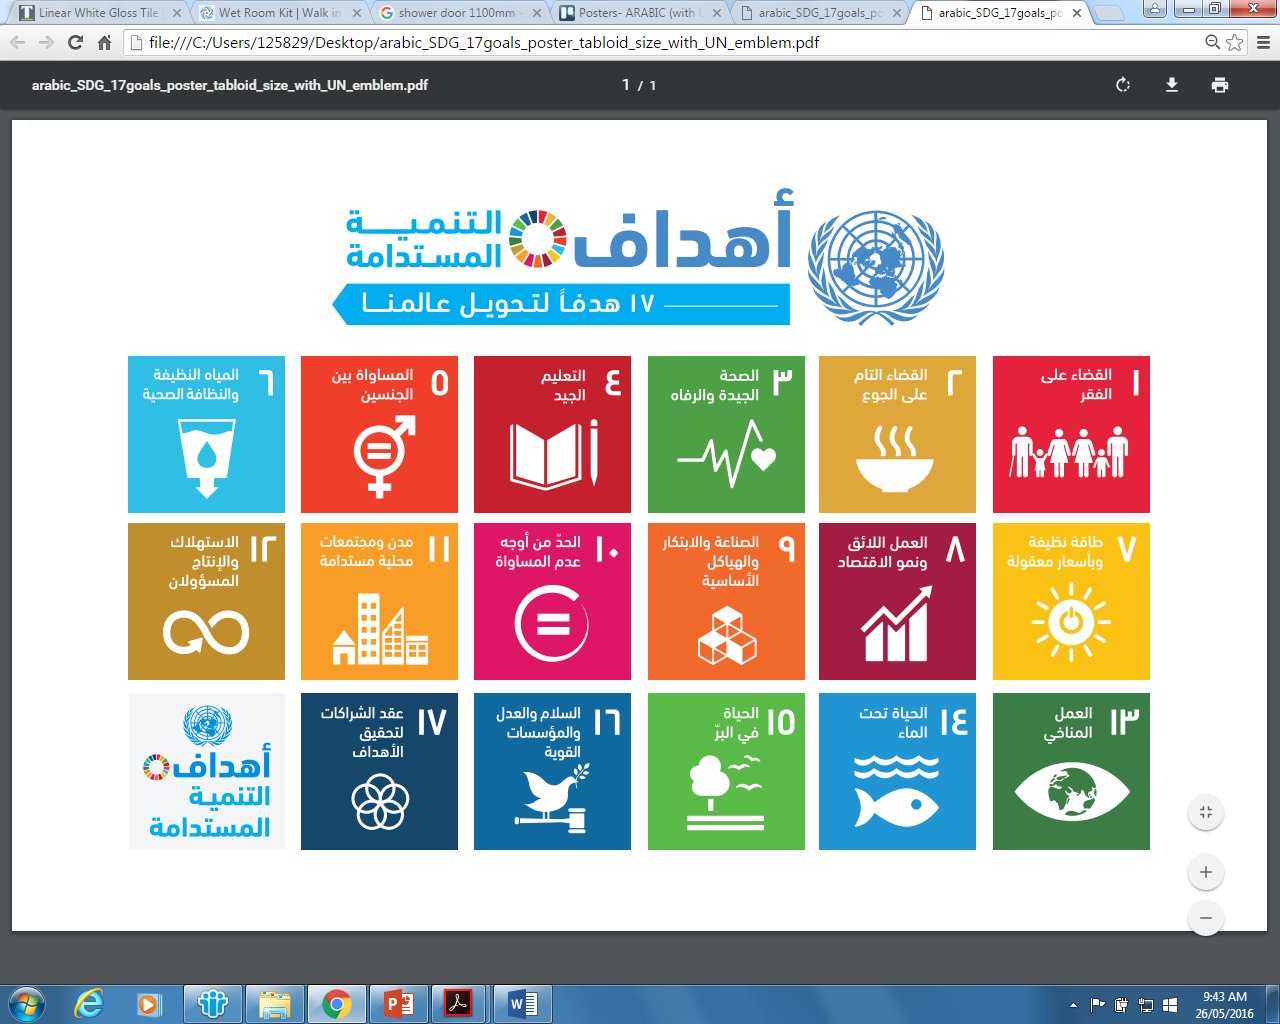 Linear White Gloss Tile
Wet Room Kit | Walk in
shower door 1100mm -
Posters- ARABIC (with U
arabic_SDG_17goals_po
arabic_SDG_17goals_po
file:///C:/Users/125829/Desktop/arabic_SDG_17goals_poster_tabloid_size_with_UN_emblem.pdf
arabic_SDG_17goals_poster_tabloid_size_with_UN_emblem.pdf
1 / 1
أهداف
التنميـــة
المستدامة
١٧ هدفاً لتحويـل عـالمنـا
١
القضاء على
الفقر
٢
القضاء التام
على الجوع
٣
الصحة
الجيدة والرفاه
٤
التعليم
الجيد
٥
المساواة بين
الجنسين
٦
المياه النظيفة
والنظافة الصحية
٧
طاقة نظيفة
وبأسعار معقولة
٨
العمل اللائق
ونمو الاقتصاد
٩
الصناعة والابتكار
والهياكل
الأساسية
١٠
الحدّ من أوجه
عدم المساواة
١١
مدن ومجتمعات
محلية مستدامة
١٢
الاستهلاك
والإنتاج
المسؤولان
١٣
العمل
المناخي
١٤
الحياة تحت
الماء
١٥
الحياة
في البرّ
١٦
السلام والعدل
والمؤسسات
القوية
١٧
عقد الشراكات
لتحقيق
الأهداف
أهداف
التنميـة
المستدامة
9:43 AM
26/05/2016